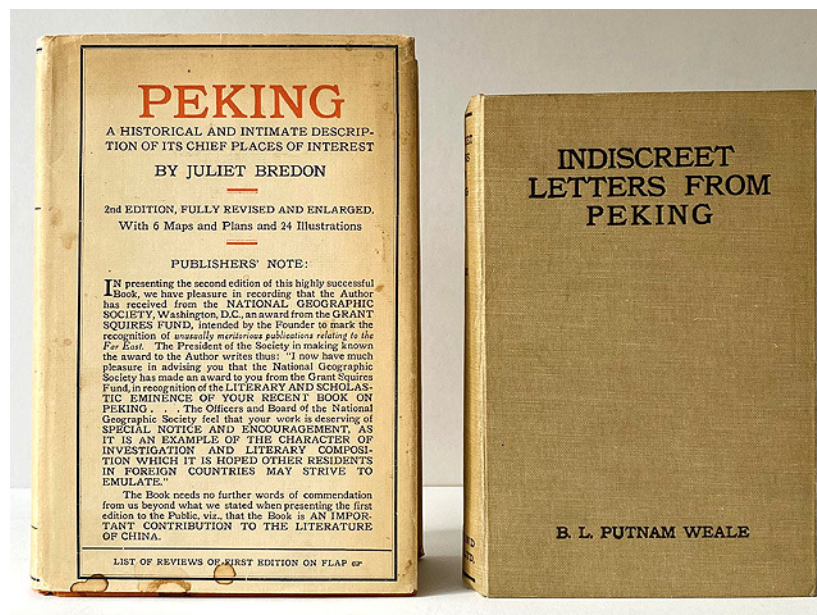 PEKING
A HISTORICAL AND INTIMATE DESCRIP-
TION OF ITS CHIEF PLACES OF INTEREST
BY JULIET BREDON
2nd EDITION, FULLY REVISED AND ENLARGED.
With 6 Maps and Plans and 24 Illustrations
PUBLISHERS' NOTE:
IN presenting the second edition of this highly successful
Book, we have pleasure in recording that the Author
has received from the NATIONAL GEOGRAPHIC
SOCIETY, Washington, D.C., an award from the GRANT
SQUIRES FUND, intended by the Founder to mark the
recognition of unusually meritorious publications relating to the
Far East. The President of the Society in making known
the award to the Author writes thus: "I now have much
pleasure in advising you that the National Geographic
Society has made an award to you from the Grant Squires
Fund, in recognition of the LITERARY AND SCHOLAS-
TIC EMINENCE OF YOUR RECENT BOOK ON
PEKING . . . The Officers and Board of the National
Geographic Society feel that your work is deserving of
SPECIAL NOTICE AND ENCOURAGEMENT, AS
IT IS AN EXAMPLE OF THE CHARACTER OF
INVESTIGATION AND LITERARY COMPOSI-
TION WHICH IT IS HOPED OTHER RESIDENTS
IN FOREIGN COUNTRIES MAY STRIVE TO
EMULATE."
The Book needs no further words of commendation
from us beyond what we stated when presenting the first
edition to the Public, viz., that the Book is AN IMPOR-
TANT CONTRIBUTION TO THE LITERATURE
OF CHINA.
LIST OF REVIEWS OF FIRST EDITION ON FLAP
INDISCREET
LETTERS FROM
PEKING
B. L. PUTNAM WEALE